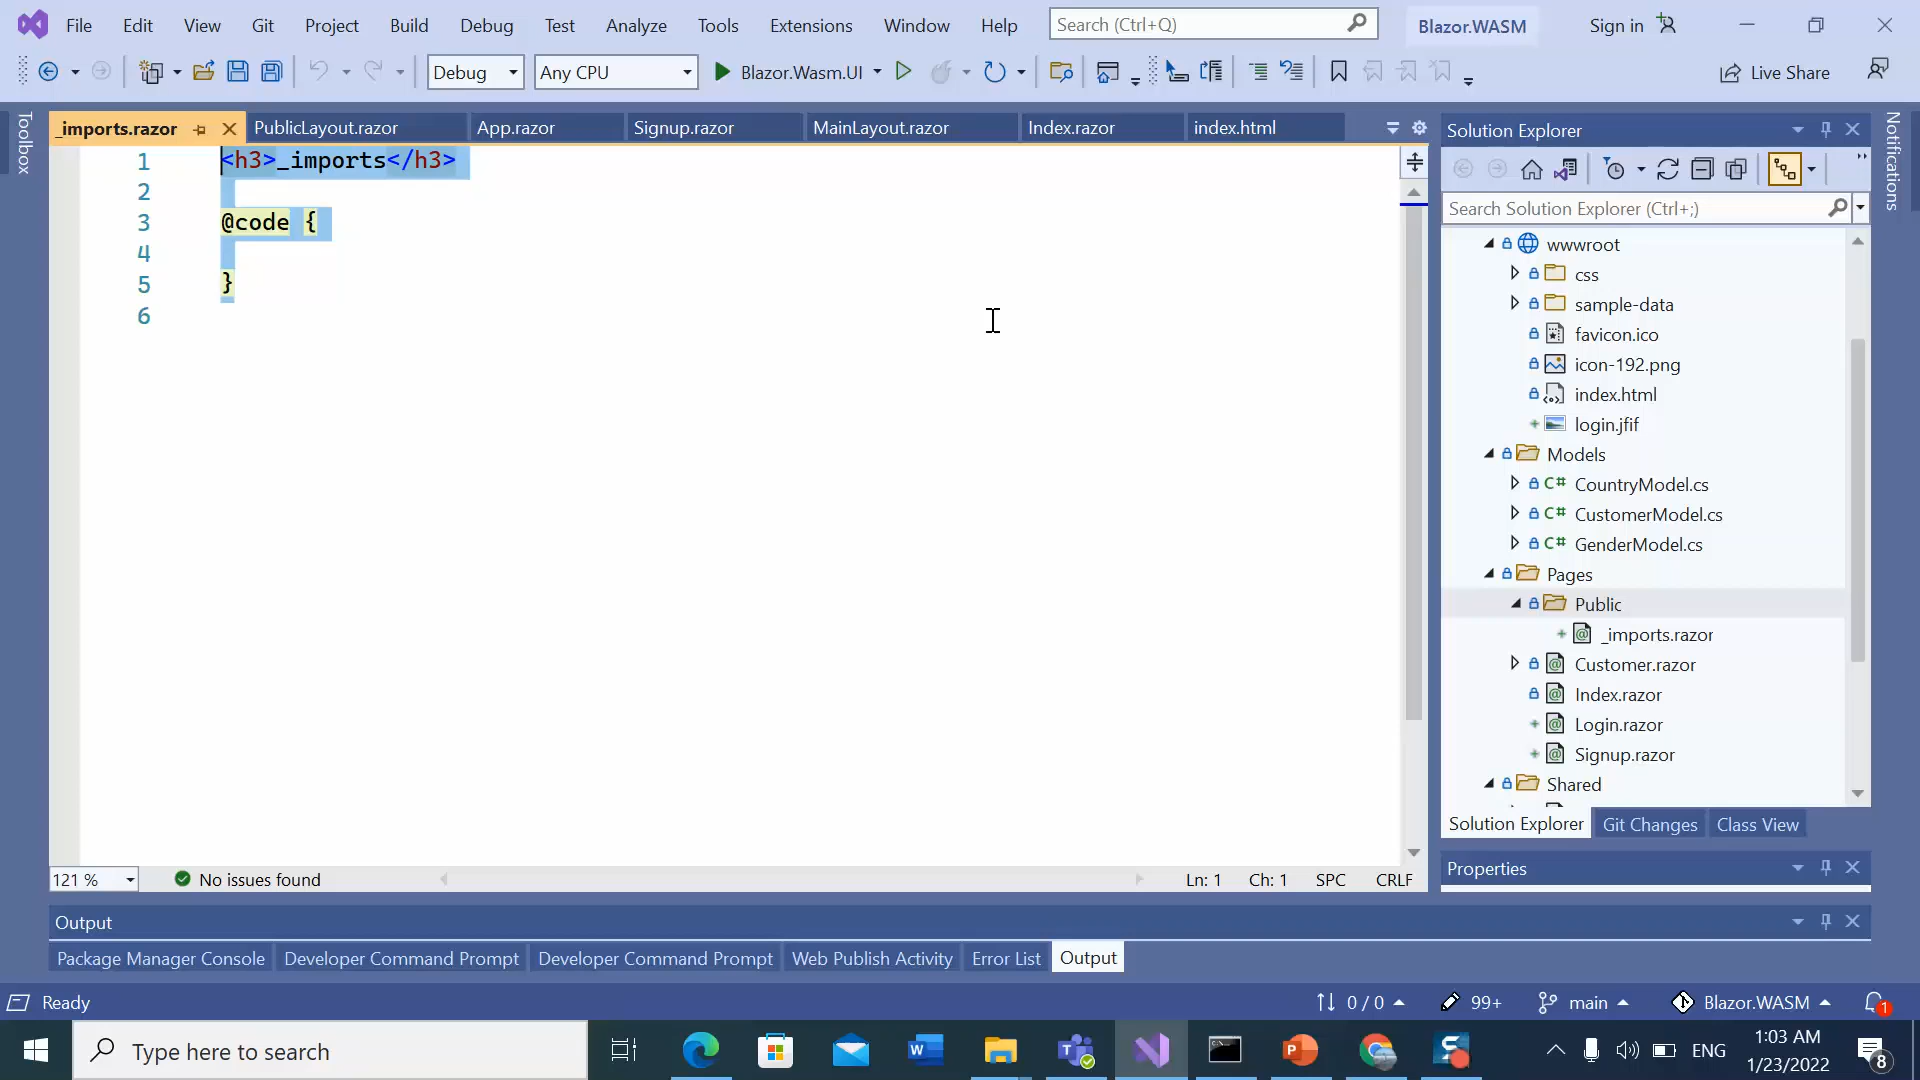 File Edit View Git Project Build Debug Test Analyze Tools Extensions Window Help Search (Ctrl+Q) Blazor.WASM Sign in
Debug Any CPU Blazor.Wasm.UI Live Share
Toolbox
_imports.razor PublicLayout.razor App.razor Signup.razor MainLayout.razor Index.razor index.html
1 <h3>_imports</h3>
2
3 @code {
4
5 }
6
121 % No issues found Ln: 1 Ch: 1 SPC CRLF
Solution Explorer
Search Solution Explorer (Ctrl+;)
wwwroot
css
sample-data
favicon.ico
icon-192.png
index.html
login.jfif
Models
C# CountryModel.cs
C# CustomerModel.cs
C# GenderModel.cs
Pages
Public
_imports.razor
Customer.razor
Index.razor
Login.razor
Signup.razor
Shared
Solution Explorer Git Changes Class View
Properties
Notifications
Output
Package Manager Console Developer Command Prompt Developer Command Prompt Web Publish Activity Error List Output
Ready 0 / 0 99+ main Blazor.WASM 1
Type here to search ENG 1:03 AM
1/23/2022 8